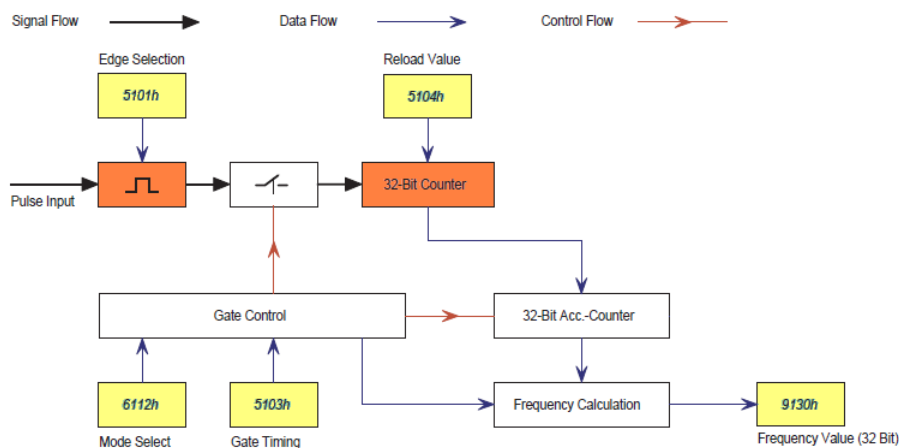 Signal Flow
Data Flow
Control Flow
Edge Selection
Reload Value
5101h
5104h
32-Bit Counter
Pulse Input
Gate Control
32-Bit Acc.-Counter
6112h
5103h
Frequency Calculation
9130h
Mode Select
Gate Timing
Frequency Value (32 Bit)